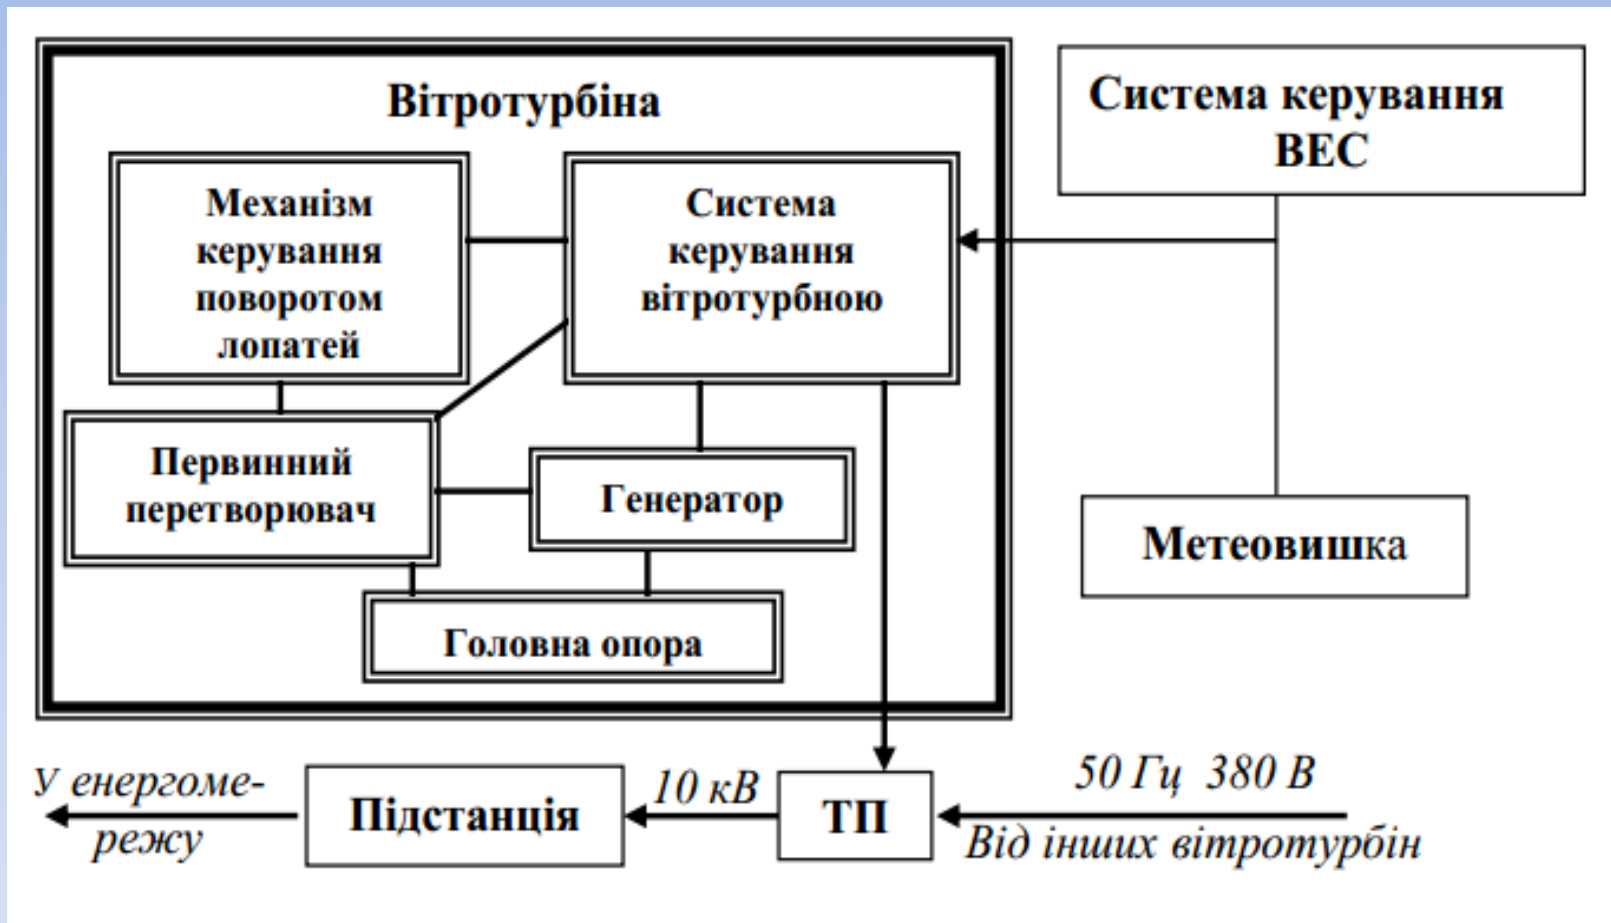 Вітротурбіна
Система керування
ВЕС
Механізм
керування
поворотом
лопатей
Система
керування
вітротурбною
Первинний
перетворювач
Генератор
Метеовишка
Головна опора
У енергоме-
режу
Підстанція
10 кВ
ТП
50 Гц 380 В
Від інших вітротурбін